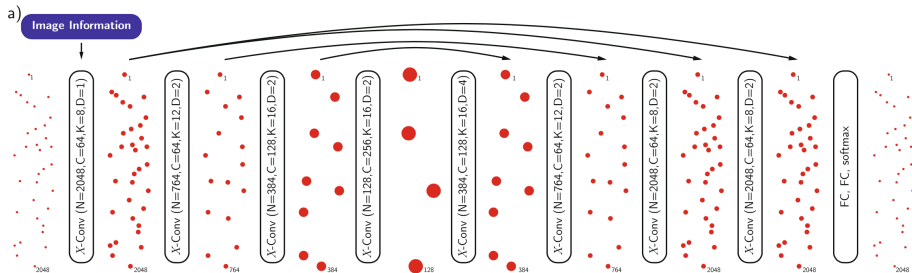 a)
Image Information
1
2048
X-Conv (N=2048,C=64,K=8,D=1)
1
2048
X-Conv (N=764,C=64,K=12,D=2)
1
764
X-Conv (N=384,C=128,K=16,D=2)
1
384
X-Conv (N=128,C=256,K=16,D=2)
1
128
X-Conv (N=384,C=128,K=16,D=4)
1
384
X-Conv (N=764,C=64,K=12,D=2)
1
764
X-Conv (N=2048,C=64,K=8,D=2)
1
2048
X-Conv (N=2048,C=64,K=8,D=2)
1
2048
FC, FC, softmax
1
2048